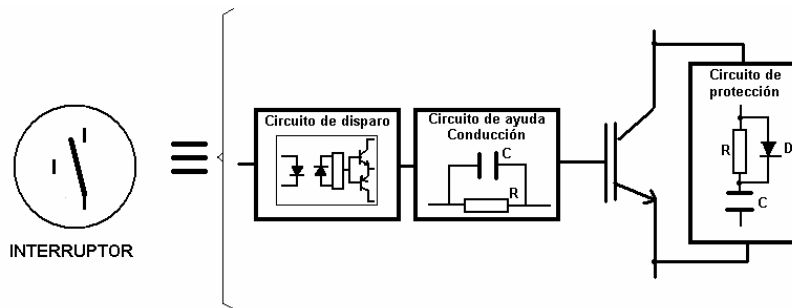 INTERRUPTOR
Circuito de disparo
Circuito de ayuda
Conducción
C
R
Circuito de
protección
R
D
C